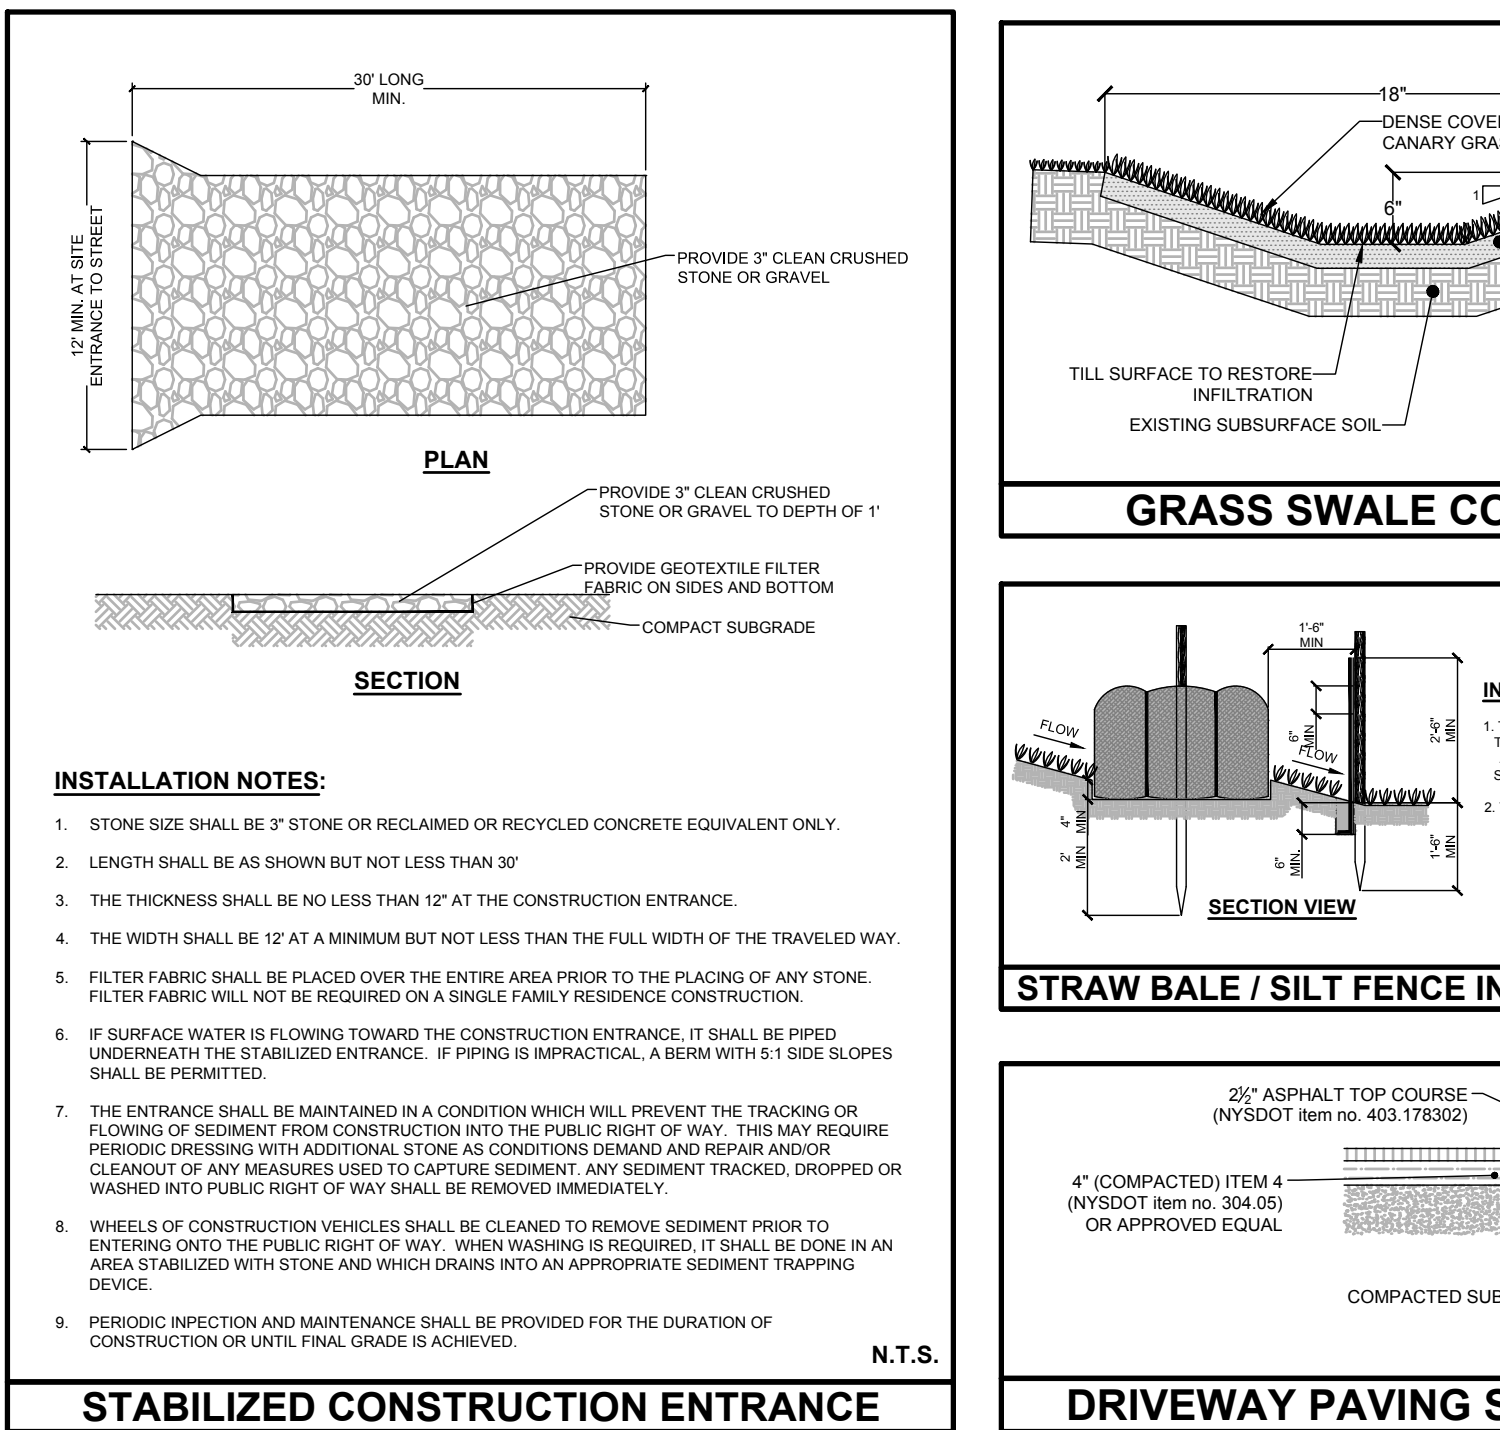 30' LONG
MIN.
12' MIN. AT SITE
ENTRANCE TO STREET
PROVIDE 3" CLEAN CRUSHED
STONE OR GRAVEL
PLAN
PROVIDE 3" CLEAN CRUSHED
STONE OR GRAVEL TO DEPTH OF 1'
PROVIDE GEOTEXTILE FILTER
FABRIC ON SIDES AND BOTTOM
COMPACT SUBGRADE
SECTION
INSTALLATION NOTES:
1. STONE SIZE SHALL BE 3" STONE OR RECLAIMED OR RECYCLED CONCRETE EQUIVALENT ONLY.
2. LENGTH SHALL BE AS SHOWN BUT NOT LESS THAN 30'
3. THE THICKNESS SHALL BE NO LESS THAN 12" AT THE CONSTRUCTION ENTRANCE.
4. THE WIDTH SHALL BE 12' AT A MINIMUM BUT NOT LESS THAN THE FULL WIDTH OF THE TRAVELED WAY.
5. FILTER FABRIC SHALL BE PLACED OVER THE ENTIRE AREA PRIOR TO THE PLACING OF ANY STONE.
FILTER FABRIC WILL NOT BE REQUIRED ON A SINGLE FAMILY RESIDENCE CONSTRUCTION.
6. IF SURFACE WATER IS FLOWING TOWARD THE CONSTRUCTION ENTRANCE, IT SHALL BE PIPED
UNDERNEATH THE STABILIZED ENTRANCE. IF PIPING IS IMPRACTICAL, A BERM WITH 5:1 SIDE SLOPES
SHALL BE PERMITTED.
7. THE ENTRANCE SHALL BE MAINTAINED IN A CONDITION WHICH WILL PREVENT THE TRACKING OR
FLOWING OF SEDIMENT FROM CONSTRUCTION INTO THE PUBLIC RIGHT OF WAY. THIS MAY REQUIRE
PERIODIC DRESSING WITH ADDITIONAL STONE AS CONDITIONS DEMAND AND REPAIR AND/OR
CLEANOUT OF ANY MEASURES USED TO CAPTURE SEDIMENT. ANY SEDIMENT TRACKED, DROPPED OR
WASHED INTO PUBLIC RIGHT OF WAY SHALL BE REMOVED IMMEDIATELY.
8. WHEELS OF CONSTRUCTION VEHICLES SHALL BE CLEANED TO REMOVE SEDIMENT PRIOR TO
ENTERING ONTO THE PUBLIC RIGHT OF WAY. WHEN WASHING IS REQUIRED, IT SHALL BE DONE IN AN
AREA STABILIZED WITH STONE AND WHICH DRAINS INTO AN APPROPRIATE SEDIMENT TRAPPING
DEVICE.
9. PERIODIC INPECTION AND MAINTENANCE SHALL BE PROVIDED FOR THE DURATION OF
CONSTRUCTION OR UNTIL FINAL GRADE IS ACHIEVED.
N.T.S.
STABILIZED CONSTRUCTION ENTRANCE
18"
DENSE
CANARY
6"
1
TILL SURFACE TO RESTORE
INFILTRATION
EXISTING SUBSURFACE SOIL
GRASS SWALE
1'-6"
MIN
FLOW
6"
MIN
FLOW
2'-6"
MIN
4"
MIN
2'
MIN
6"
MIN.
1'-6"
MIN
SECTION VIEW
1.
2.
STRAW BALE / SILT FENCE
2½" ASPHALT TOP COURSE
(NYSDOT item no. 403.178302)
4" (COMPACTED) ITEM 4
(NYSDOT item no. 304.05)
OR APPROVED EQUAL
COMPACTED
DRIVEWAY PAVING